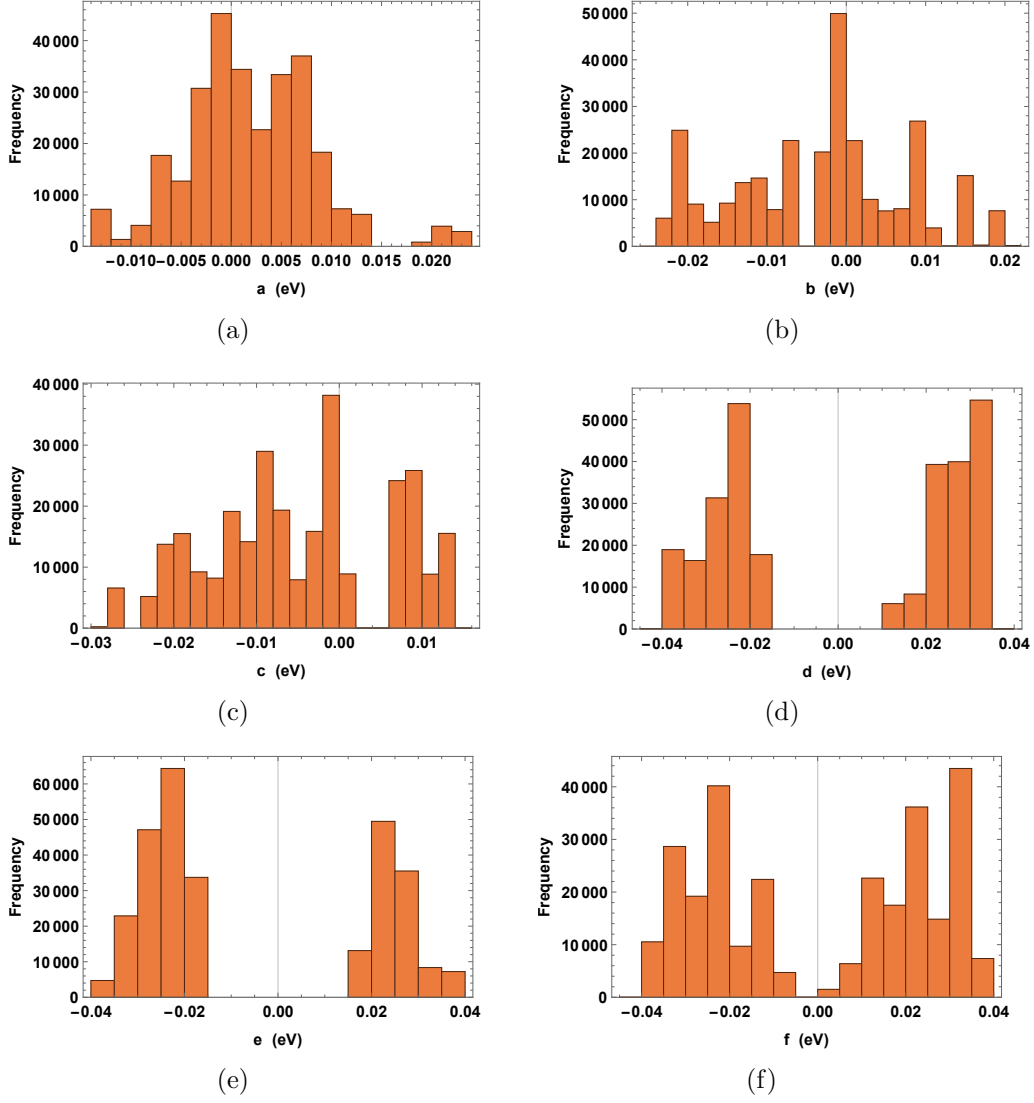 40 000
30 000
20 000
10 000
0
Frequency
−0.010 −0.005 0.000 0.005 0.010 0.015 0.020
a (eV)
(a)
50 000
40 000
30 000
20 000
10 000
0
Frequency
−0.02 −0.01 0.00 0.01 0.02
b (eV)
(b)
40 000
30 000
20 000
10 000
0
Frequency
−0.03 −0.02 −0.01 0.00 0.01
c (eV)
(c)
50 000
40 000
30 000
20 000
10 000
0
Frequency
−0.04 −0.02 0.00 0.02 0.04
d (eV)
(d)
60 000
50 000
40 000
30 000
20 000
10 000
0
Frequency
−0.04 −0.02 0.00 0.02 0.04
e (eV)
(e)
40 000
30 000
20 000
10 000
0
Frequency
−0.04 −0.02 0.00 0.02 0.04
f (eV)
(f)